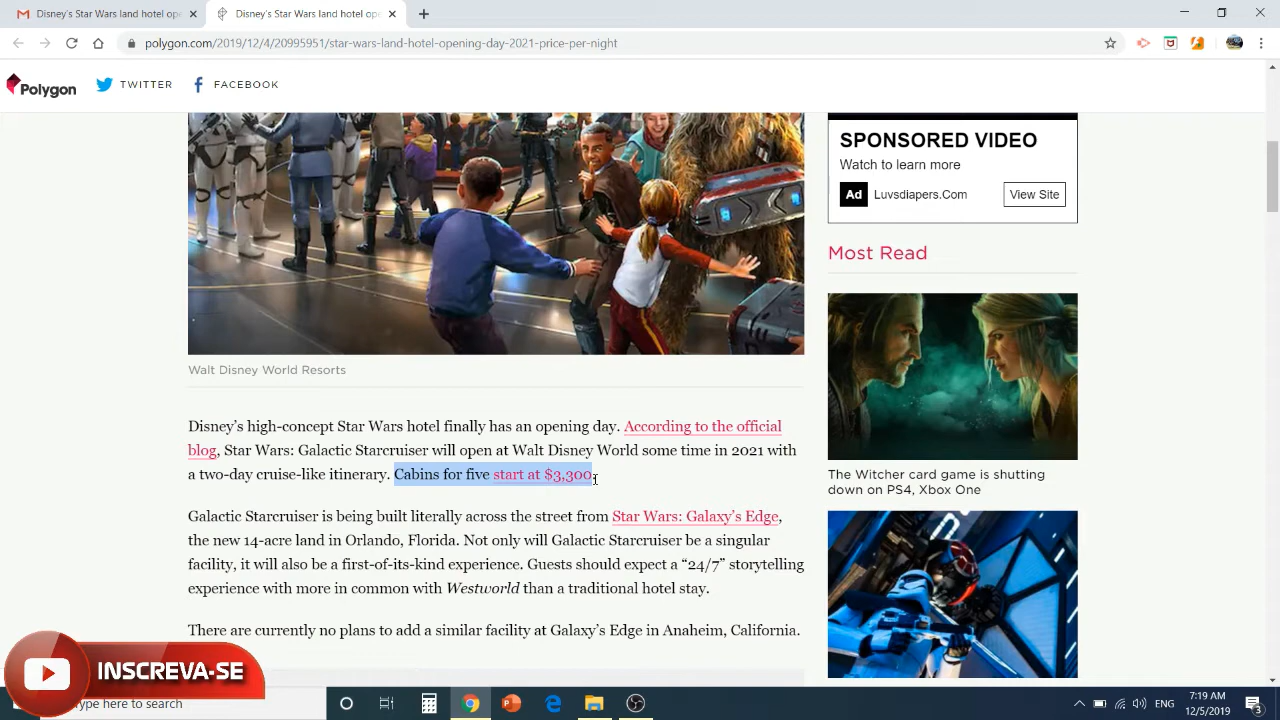 Disney's Star Wars land hotel ope
Disney's Star Wars land hotel ope
polygon.com/2019/12/4/20995951/star-wars-land-hotel-opening-day-2021-price-per-night
Polygon
TWITTER
FACEBOOK
SPONSORED VIDEO
Watch to learn more
Ad
Luvsdiapers.Com
View Site
Walt Disney World Resorts
Disney's high-concept Star Wars hotel finally has an opening day. According to the official
blog, Star Wars: Galactic Starcruiser will open at Walt Disney World some time in 2021 with
a two-day cruise-like itinerary. Cabins for five start at $3,300.
Galactic Starcruiser is being built literally across the street from Star Wars: Galaxy's Edge,
the new 14-acre land in Orlando, Florida. Not only will Galactic Starcruiser be a singular
facility, it will also be a first-of-its-kind experience. Guests should expect a “24/7” storytelling
experience with more in common with Westworld than a traditional hotel stay.
There are currently no plans to add a similar facility at Galaxy's Edge in Anaheim, California.
Most Read
The Witcher card game is shutting
down on PS4, Xbox One
INSCREVA-SE
ype here to search
ENG
7:19 AM
12/5/2019
3